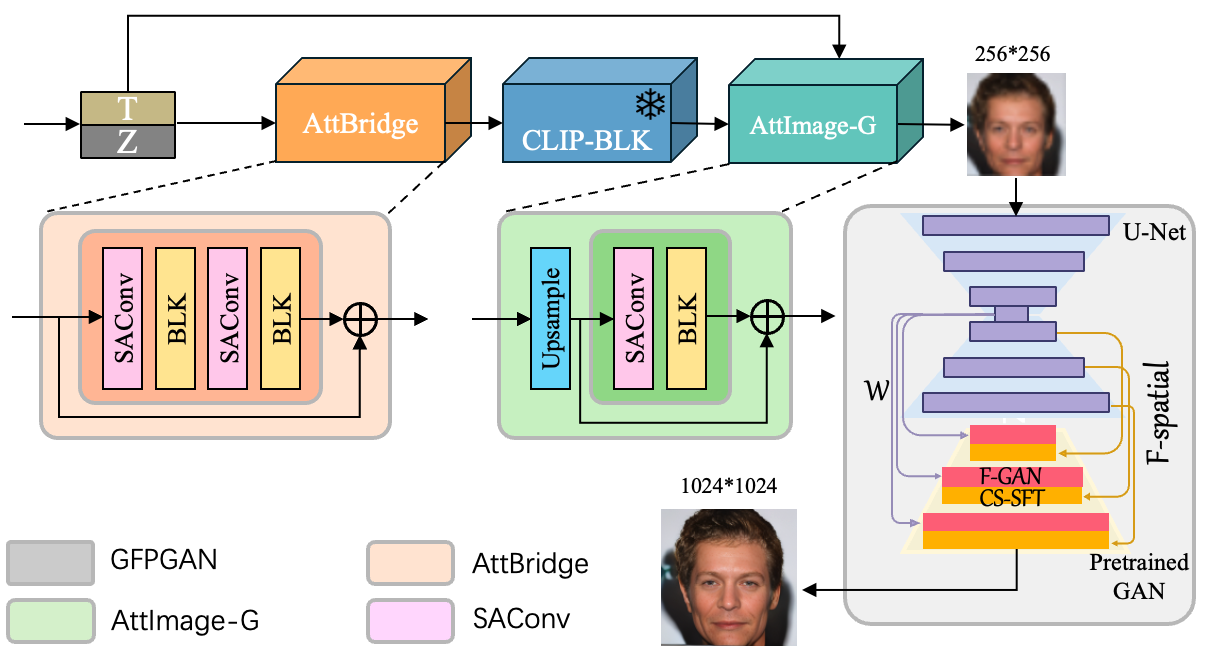 256*256
T
Z
AttBridge
CLIP-BLK
AttImage-G
U-Net
SAConv
BLK
SAConv
BLK
Upsample
SAConv
BLK
W
F-spatial
F-GAN
CS-SFT
1024*1024
Pretrained
GAN
GFPGAN
AttBridge
AttImage-G
SAConv